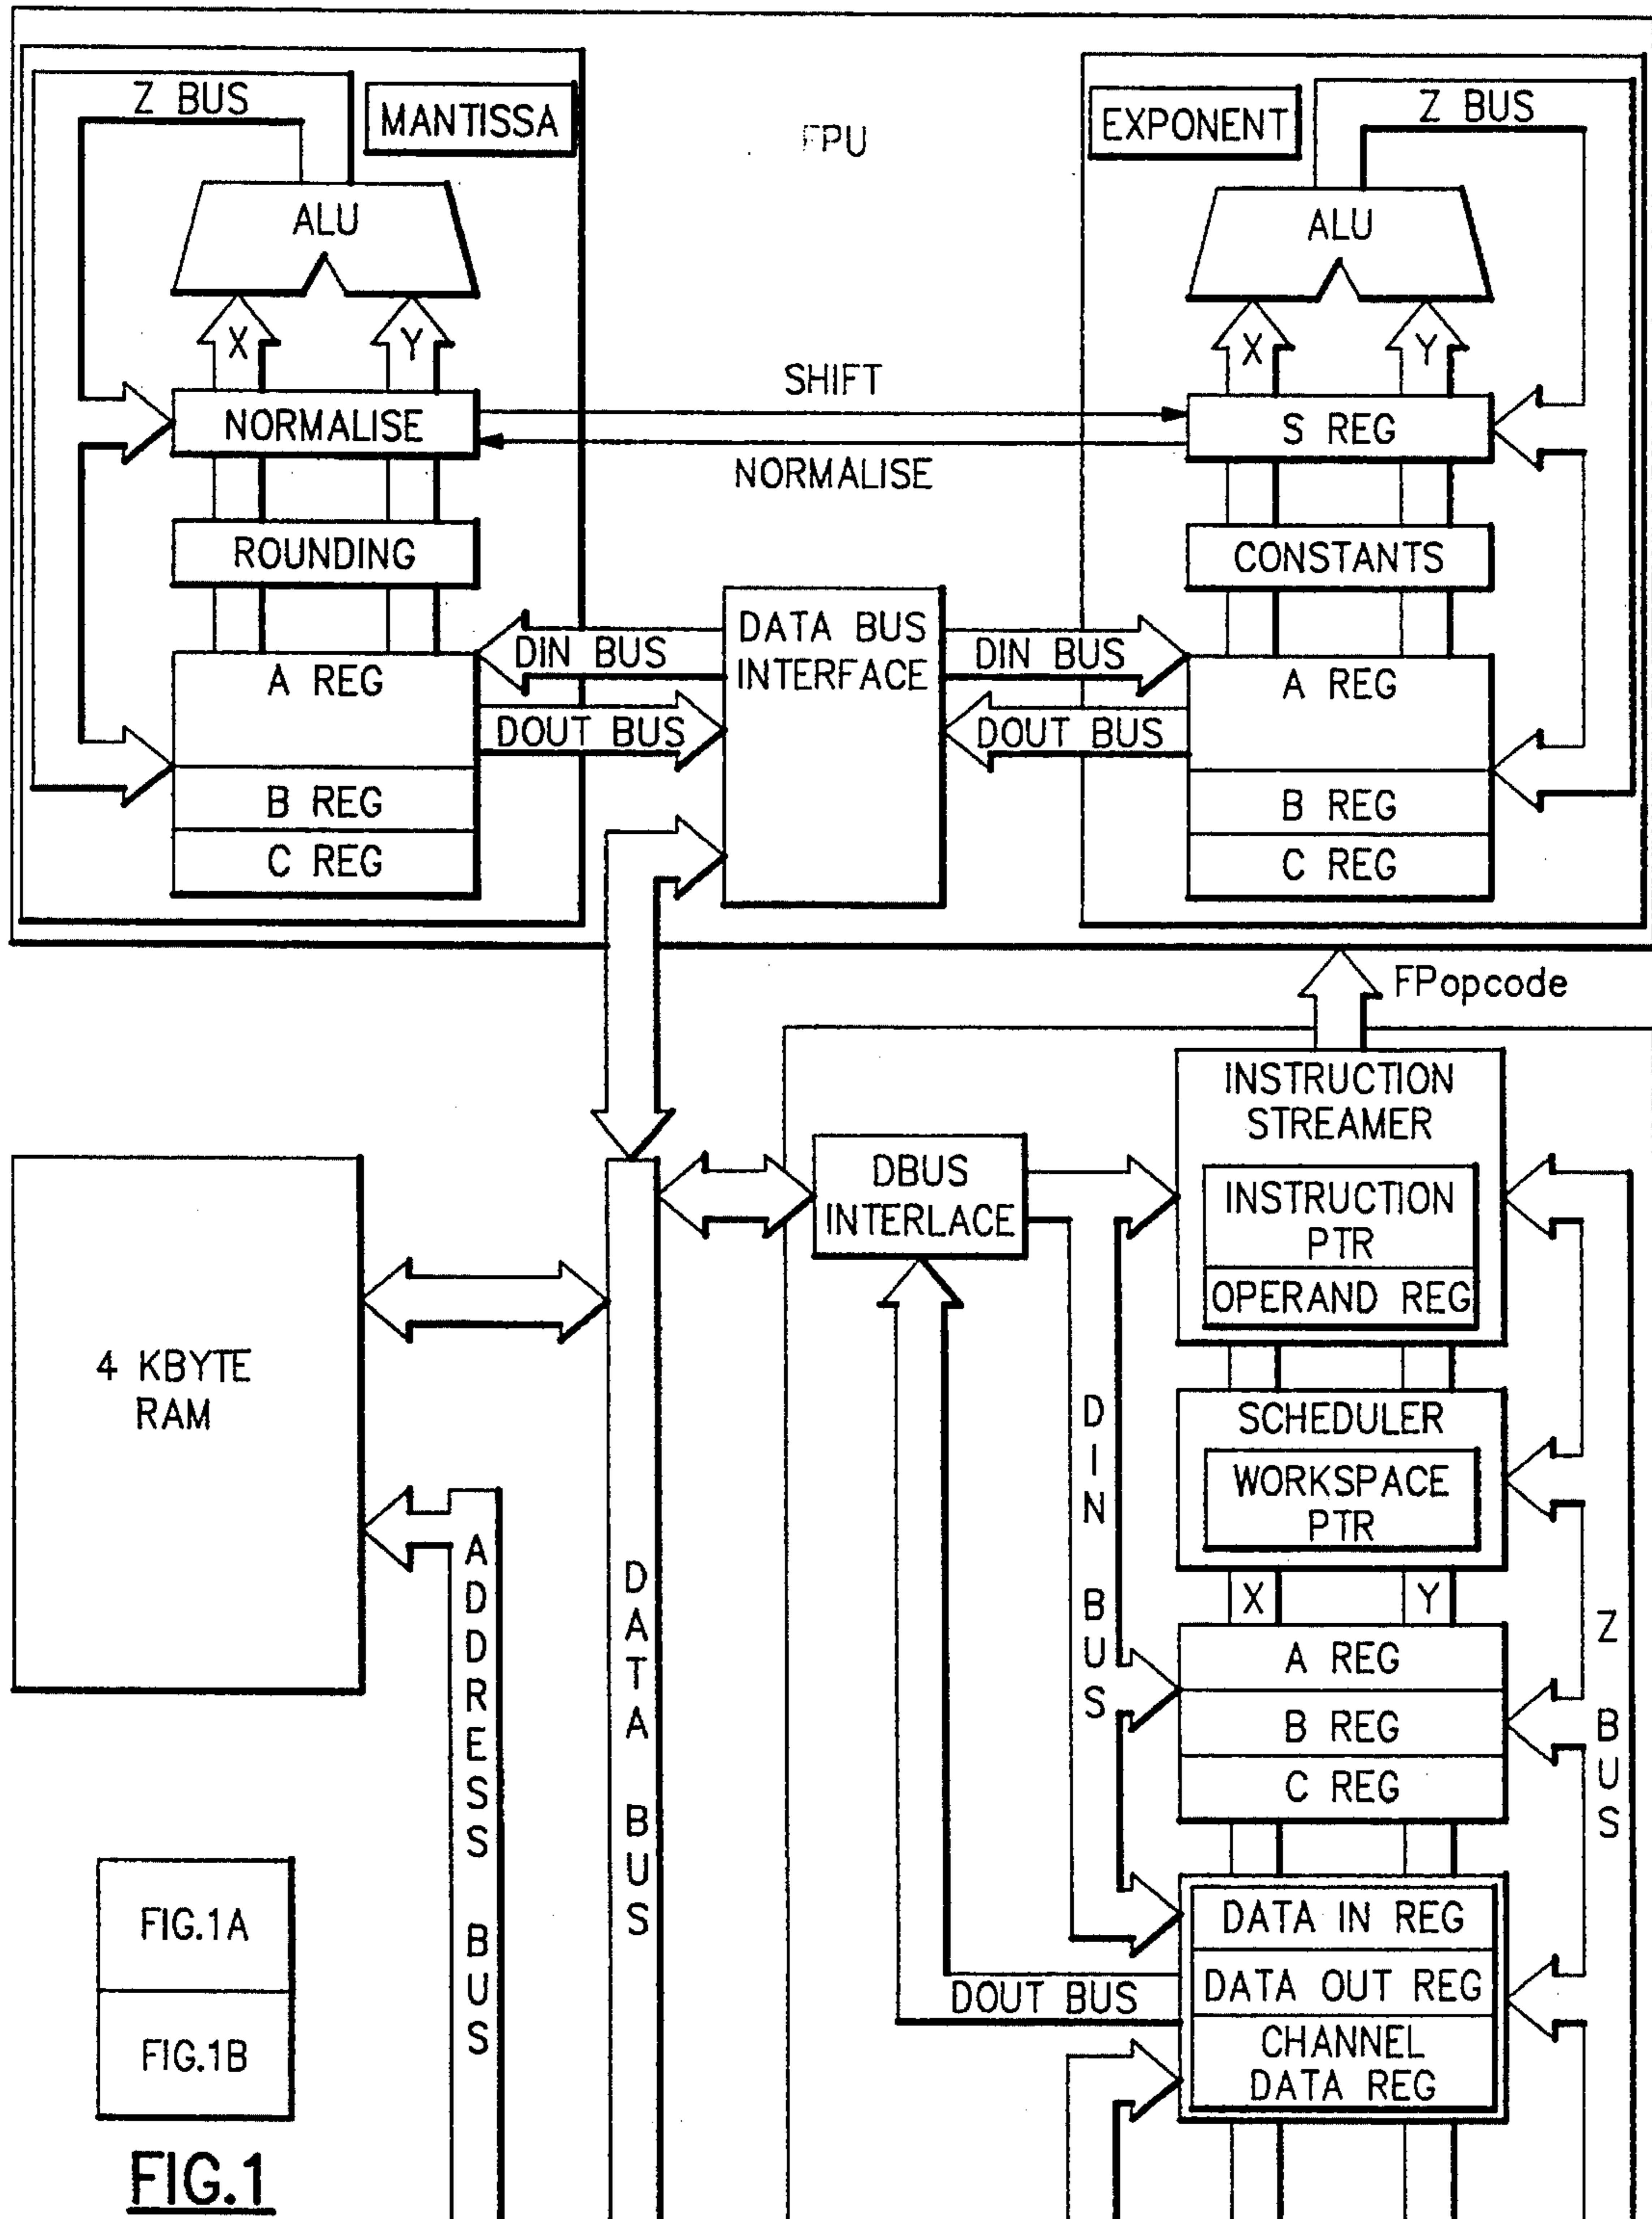 Z BUS
MANTISSA
FPU
EXPONENT
Z BUS
ALU
ALU
X
Y
X
Y
SHIFT
NORMALISE
S REG
NORMALISE
ROUNDING
CONSTANTS
DATA BUS
INTERFACE
DIN BUS
DIN BUS
A REG
A REG
DOUT BUS
DOUT BUS
B REG
B REG
C REG
C REG
FPopcode
INSTRUCTION
STREAMER
DBUS
INTERLACE
INSTRUCTION
PTR
OPERAND REG
4 KBYTE
RAM
SCHEDULER
WORKSPACE
PTR
DIN BUS
ADDRESS BUS
DATA BUS
X
Y
Z BUS
A REG
B REG
C REG
FIG.1A
DATA IN REG
DATA OUT REG
DOUT BUS
FIG.1B
CHANNEL
DATA REG
FIG.1